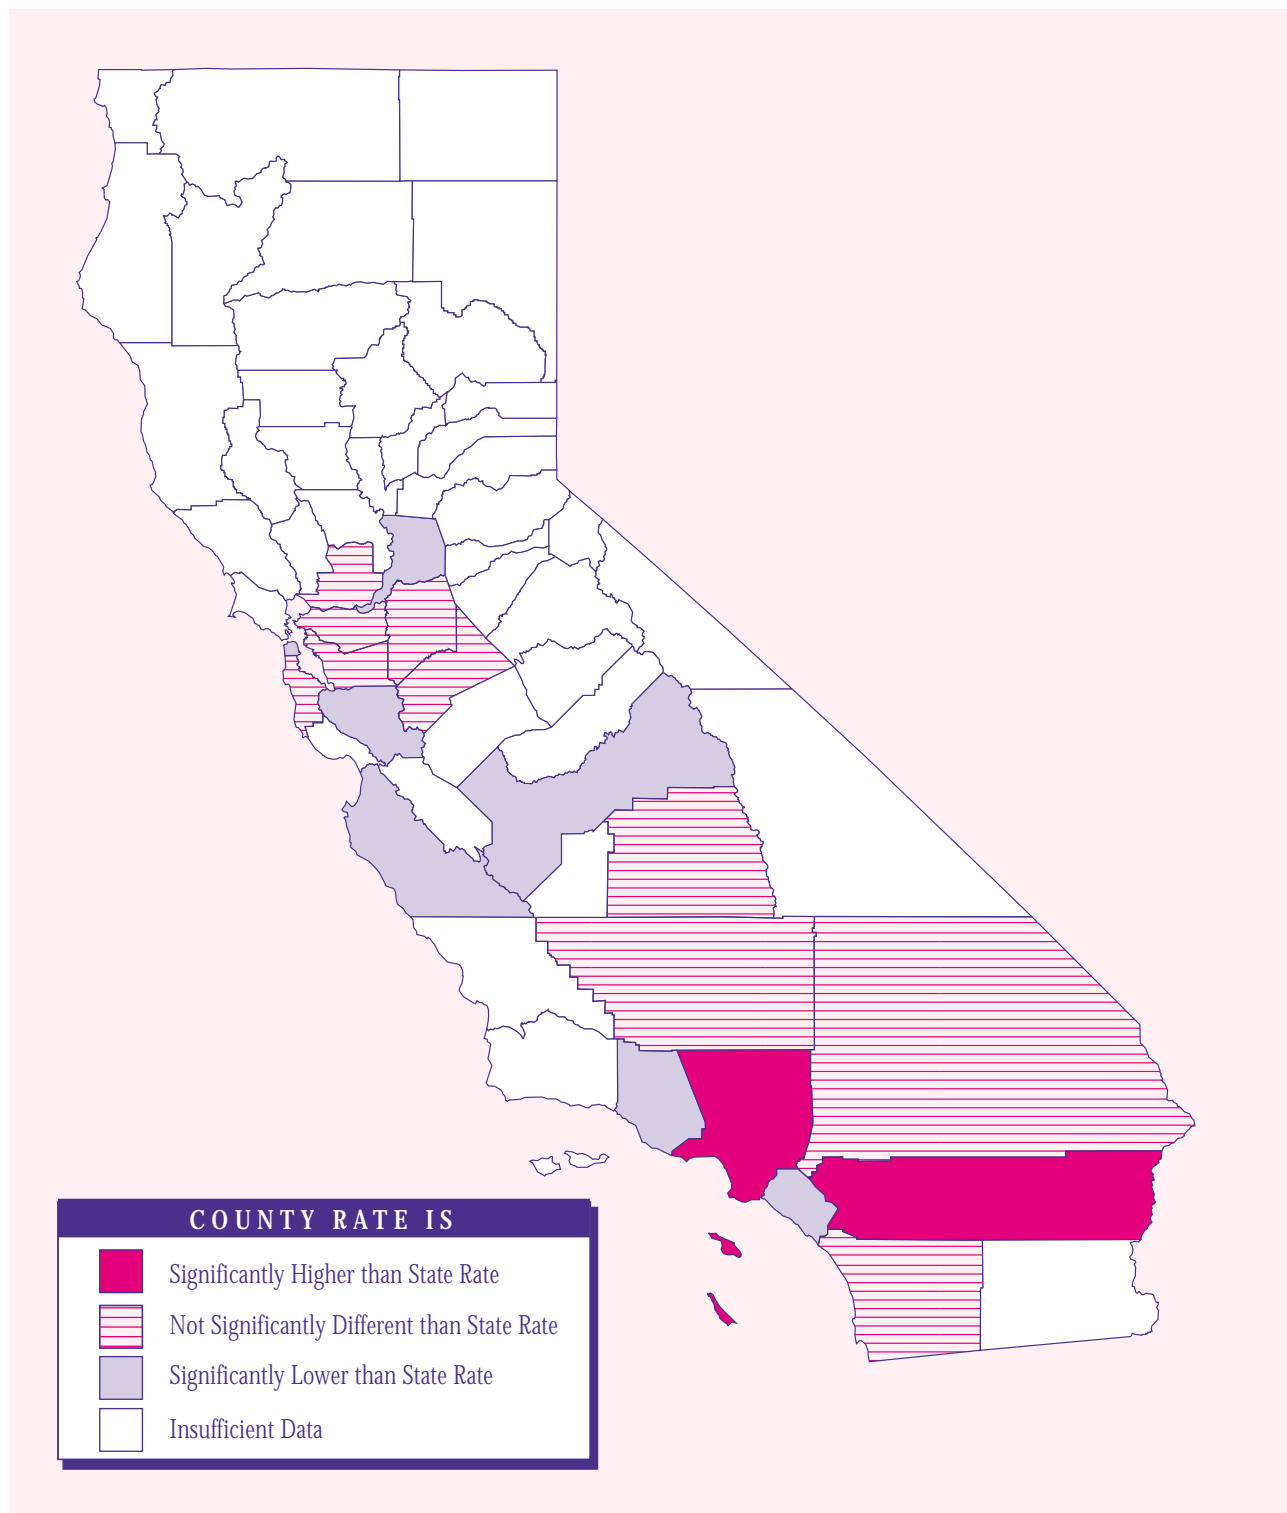 COUNTY RATE IS
Significantly Higher than State Rate
Not Significantly Different than State Rate
Significantly Lower than State Rate
Insufficient Data